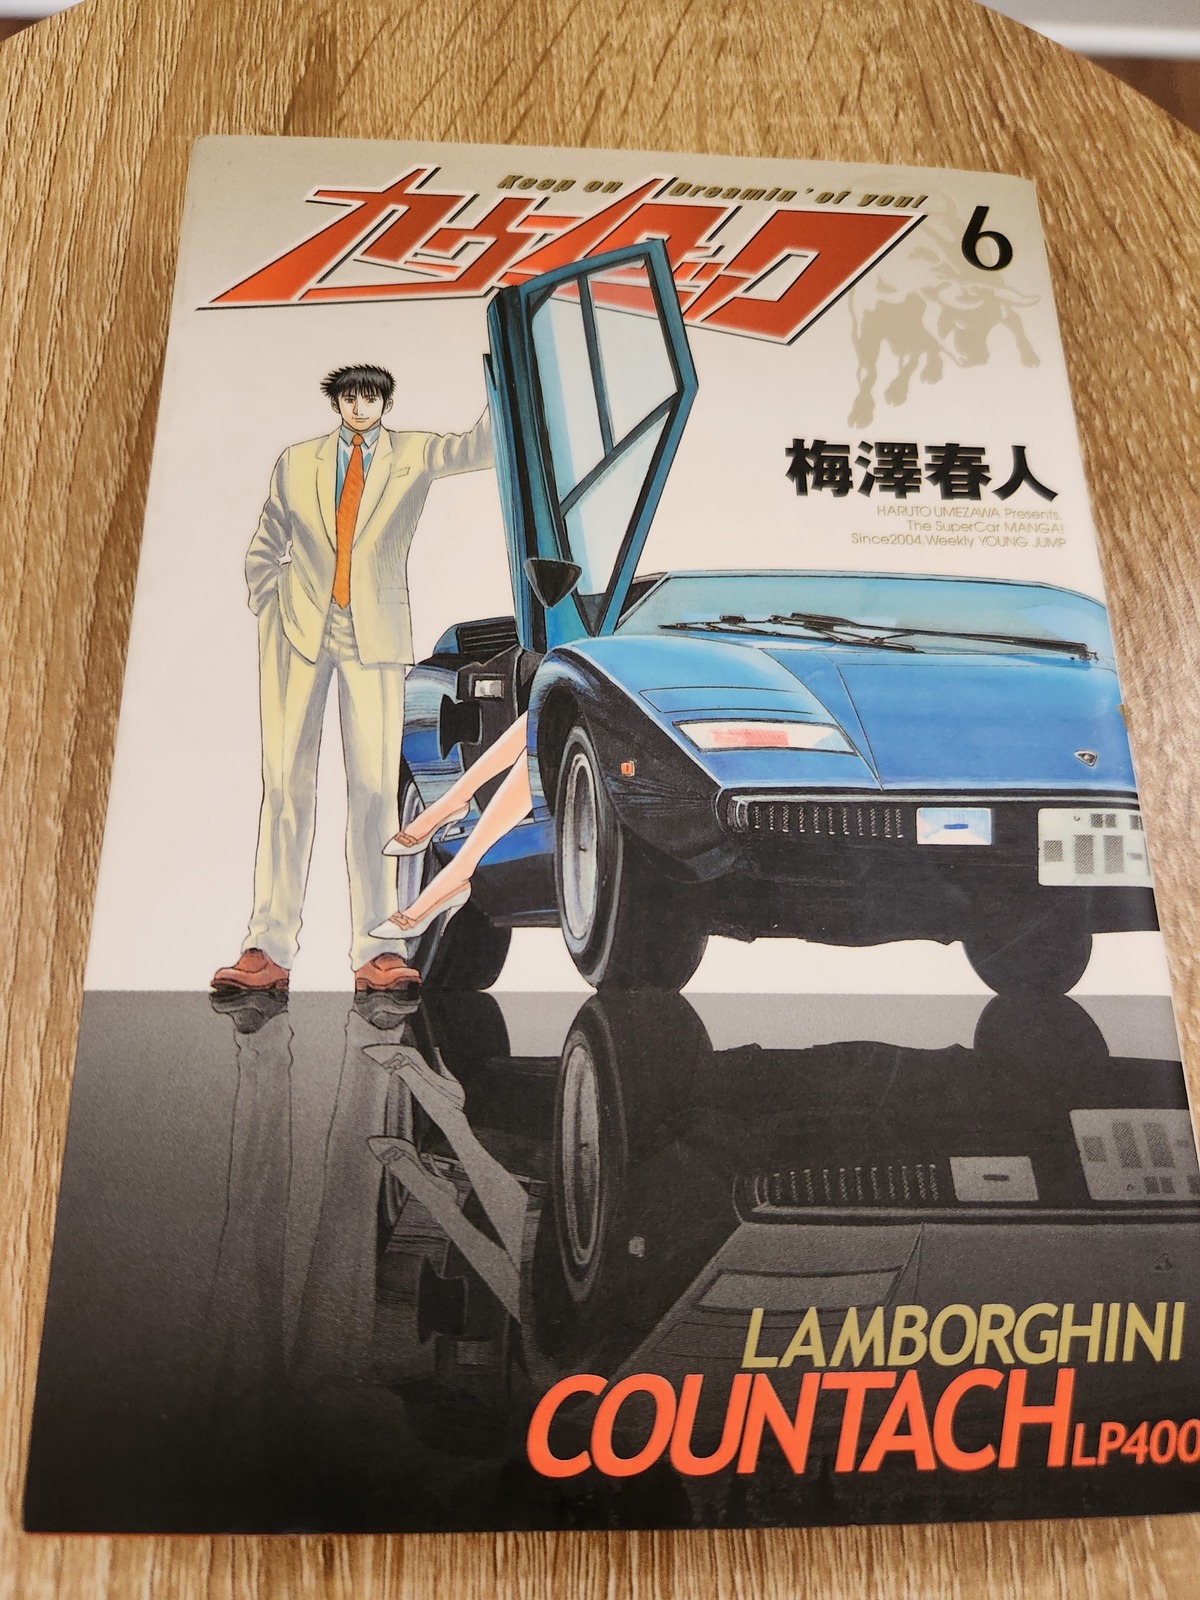 Keep on Dreamin' of you!
カウンタック
6
梅澤春人
HARUTO UMEZAWA Presents.
The SuperCar MANGA!
Since2004.Weekly YOUNG JUMP
LAMBORGHINI
COUNTACH LP400